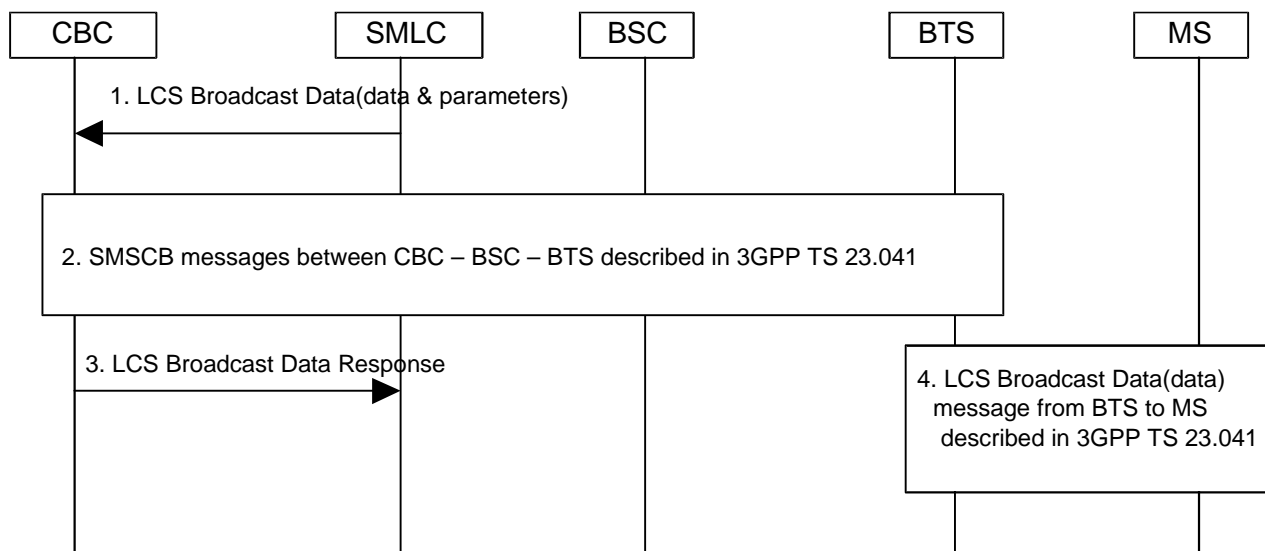 CBC
SMLC
BSC
BTS
MS
1. LCS Broadcast Data(data & parameters)
2. SMSCB messages between CBC – BSC – BTS described in 3GPP TS 23.041
3. LCS Broadcast Data Response
4. LCS Broadcast Data(data)
message from BTS to MS
described in 3GPP TS 23.041